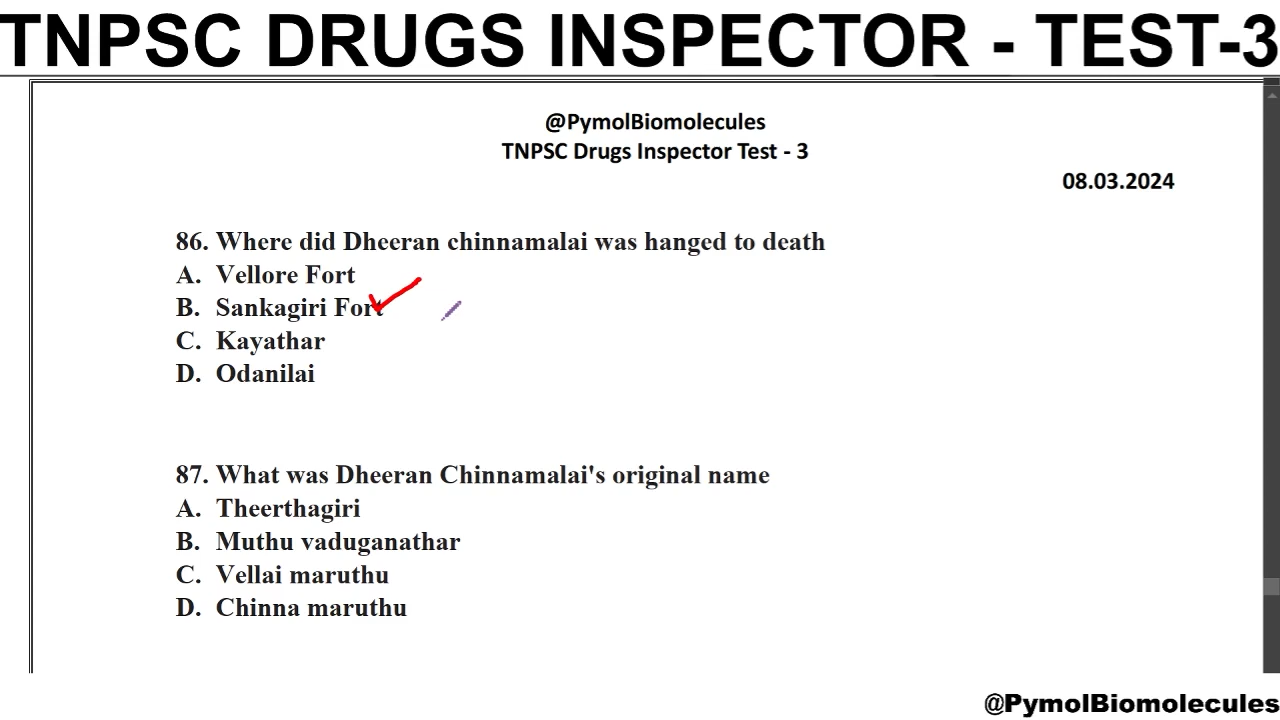 TNPSC DRUGS INSPECTOR - TEST-3
@PymolBiomolecules
TNPSC Drugs Inspector Test - 3
08.03.2024
86. Where did Dheeran chinnamalai was hanged to death
A. Vellore Fort
B. Sankagiri Fort
C. Kayathar
D. Odanilai
87. What was Dheeran Chinnamalai's original name
A. Theerthagiri
B. Muthu vaduganathar
C. Vellai maruthu
D. Chinna maruthu
@PymolBiomolecules